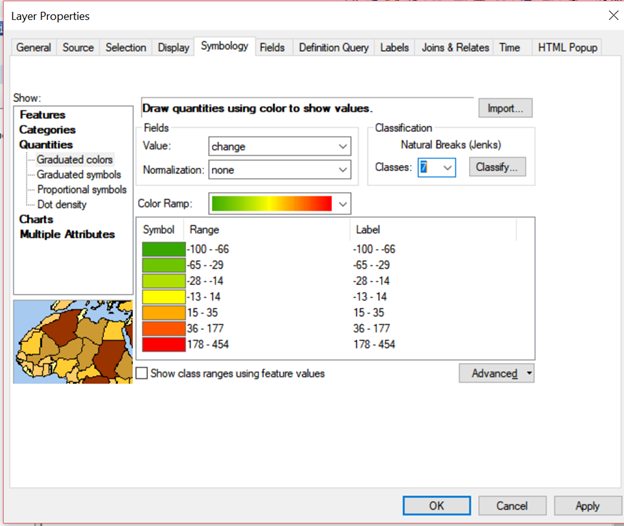 Layer Properties
General Source Selection Display Symbology Fields Definition Query Labels Joins & Relates Time HTML Popup
Show:
Features
Categories
Quantities
Graduated colors
Graduated symbols
Proportional symbols
Dot density
Charts
Multiple Attributes
Draw quantities using color to show values.
Import...
Fields
Value: change
Normalization: none
Classification
Natural Breaks (Jenks)
Classes: 7 Classify...
Color Ramp:
Symbol Range Label
-100 - -66 -100 - -66
-65 - -29 -65 - -29
-28 - -14 -28 - -14
-13 - 14 -13 - 14
15 - 35 15 - 35
36 - 177 36 - 177
178 - 454 178 - 454
Show class ranges using feature values
Advanced
OK Cancel Apply